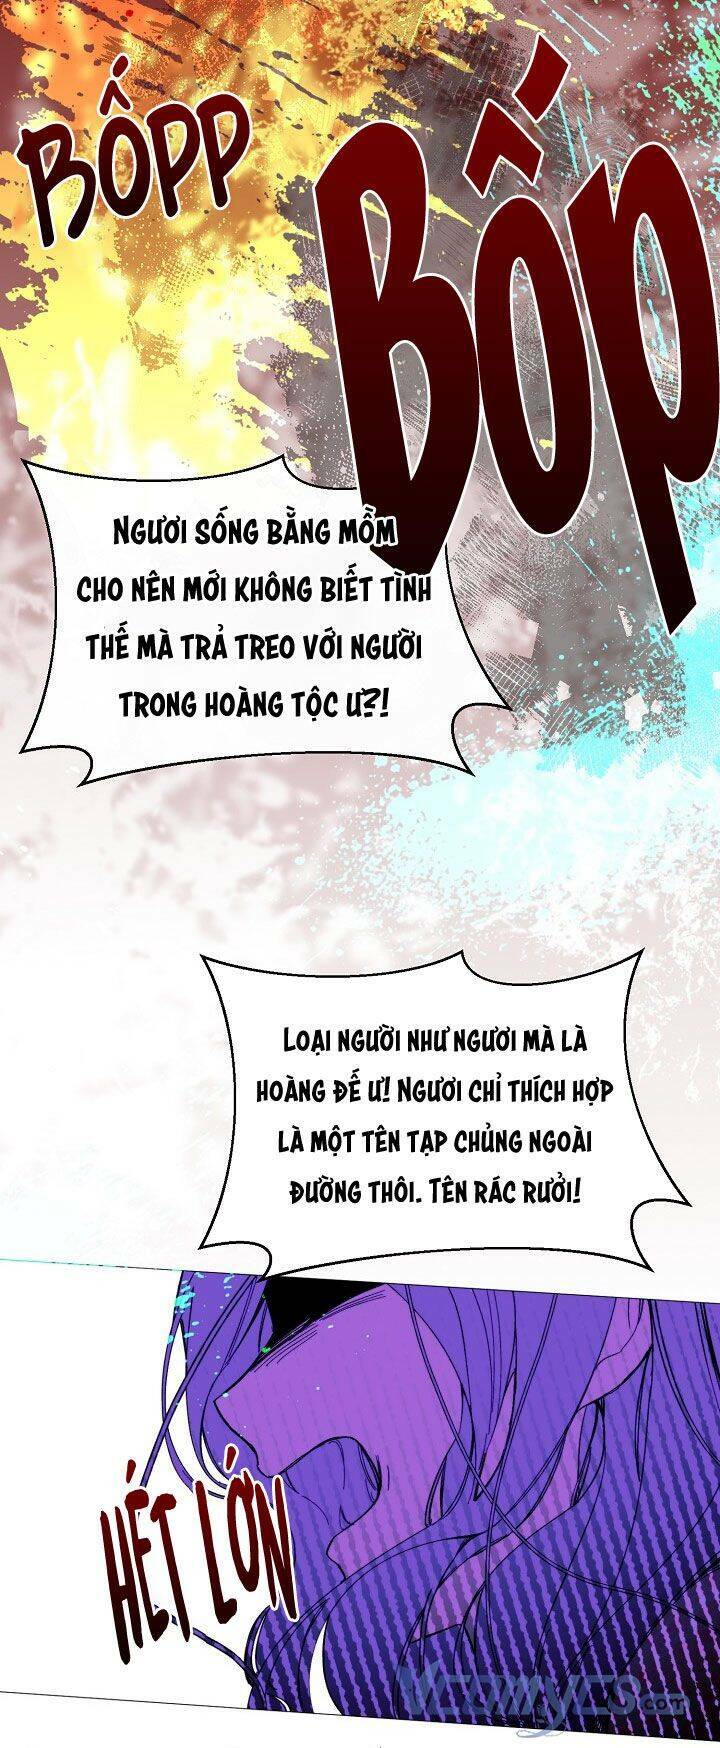 BỐPP
BỐP
NGƯƠI SỐNG BẰNG MỒM
CHO NÊN MỚI KHÔNG BIẾT TÌNH
THẾ MÀ TRẢ TREO VỚI NGƯỜI
TRONG HOÀNG TỘC Ư?!
LOẠI NGƯỜI NHƯ NGƯƠI MÀ LÀ
HOÀNG ĐẾ Ư! NGƯƠI CHỈ THÍCH HỢP
LÀ MỘT TÊN TẠP CHỦNG NGOÀI
ĐƯỜNG THÔI. TÊN RÁC RƯỞI!
HÉT LỚN
VCOMYCS.com